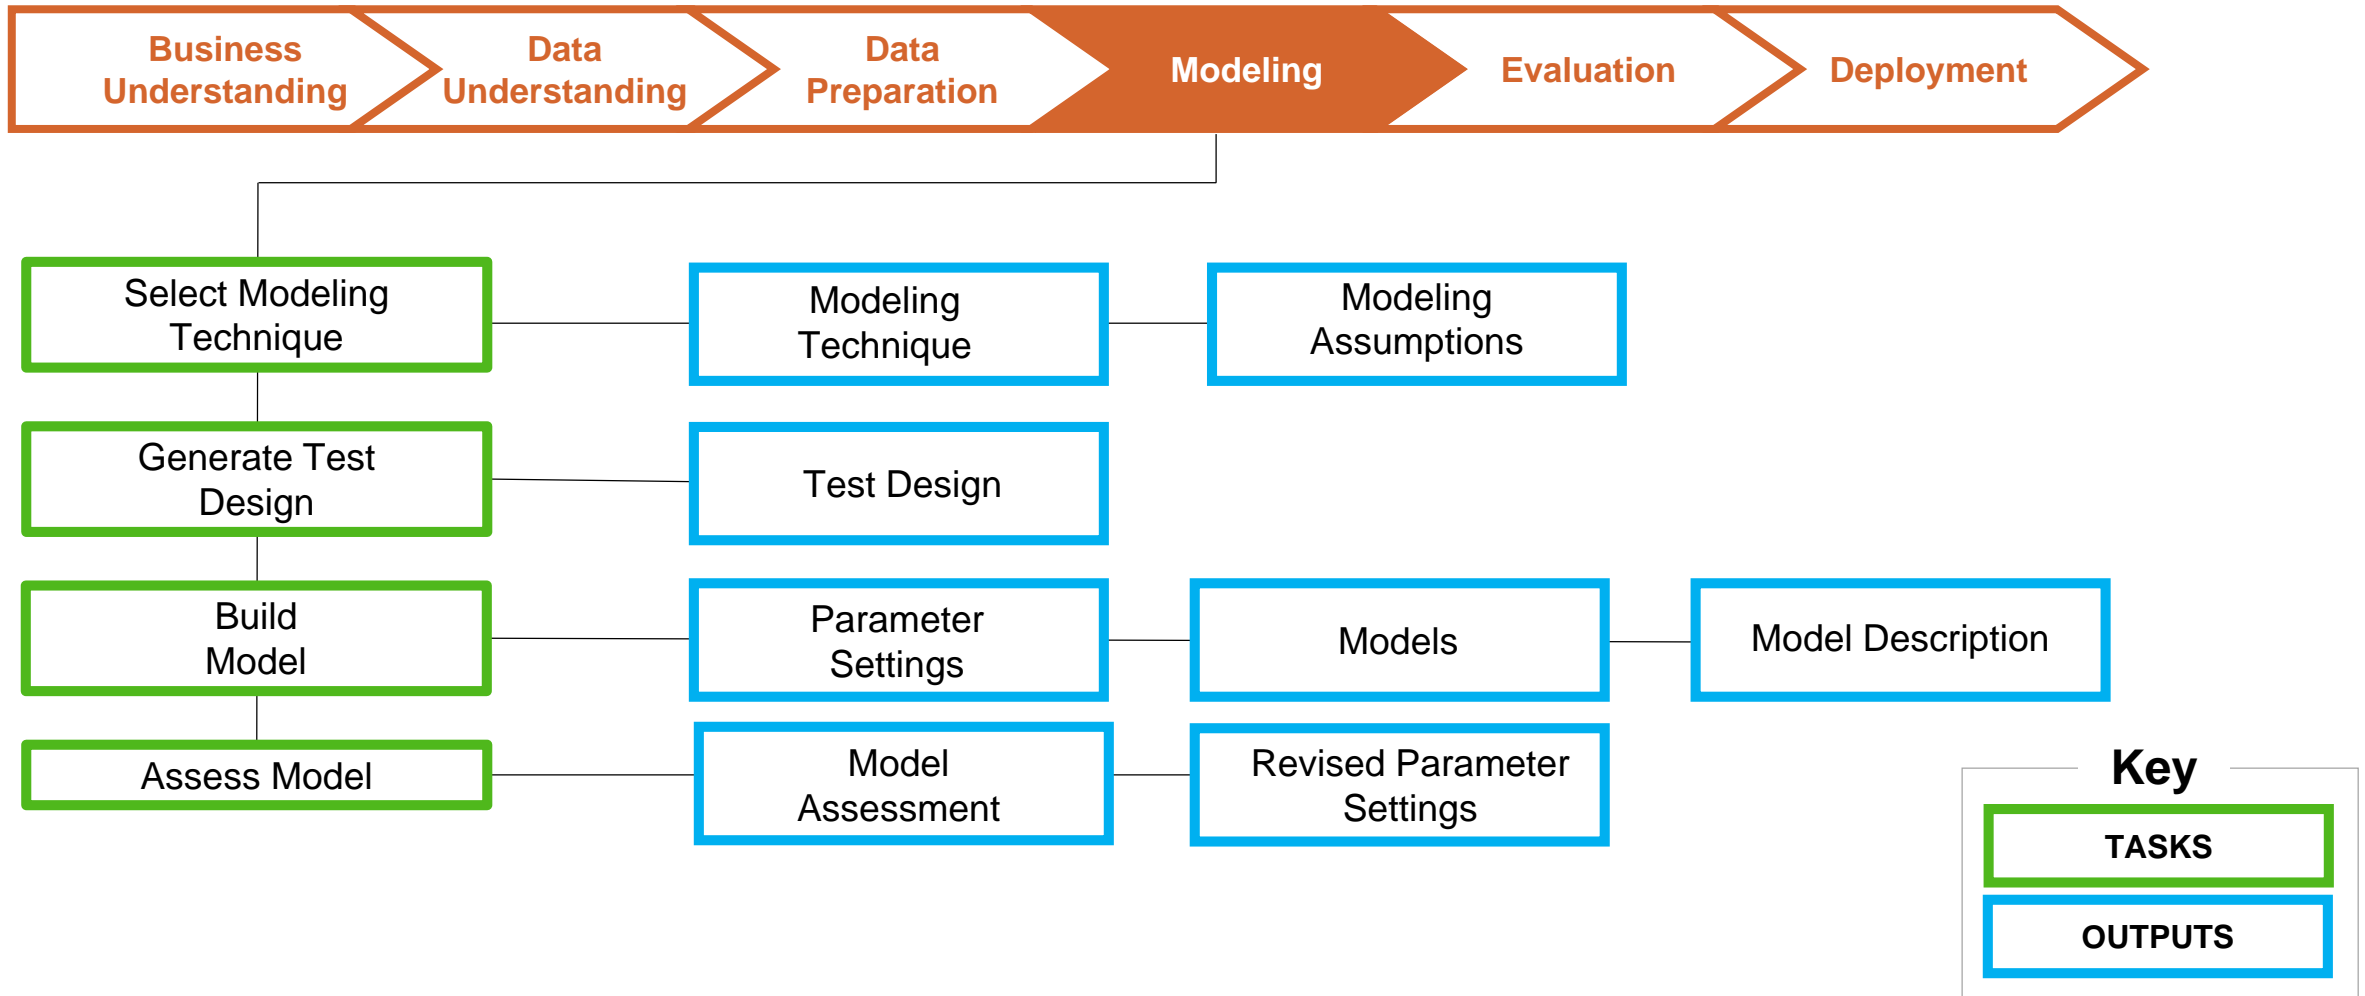 Business
Understanding
Data
Understanding
Data
Preparation
Modeling
Evaluation
Deployment
Select Modeling
Technique
Modeling
Technique
Modeling
Assumptions
Generate Test
Design
Test Design
Build
Model
Parameter
Settings
Models
Model Description
Assess Model
Model
Assessment
Revised Parameter
Settings
Key
TASKS
OUTPUTS